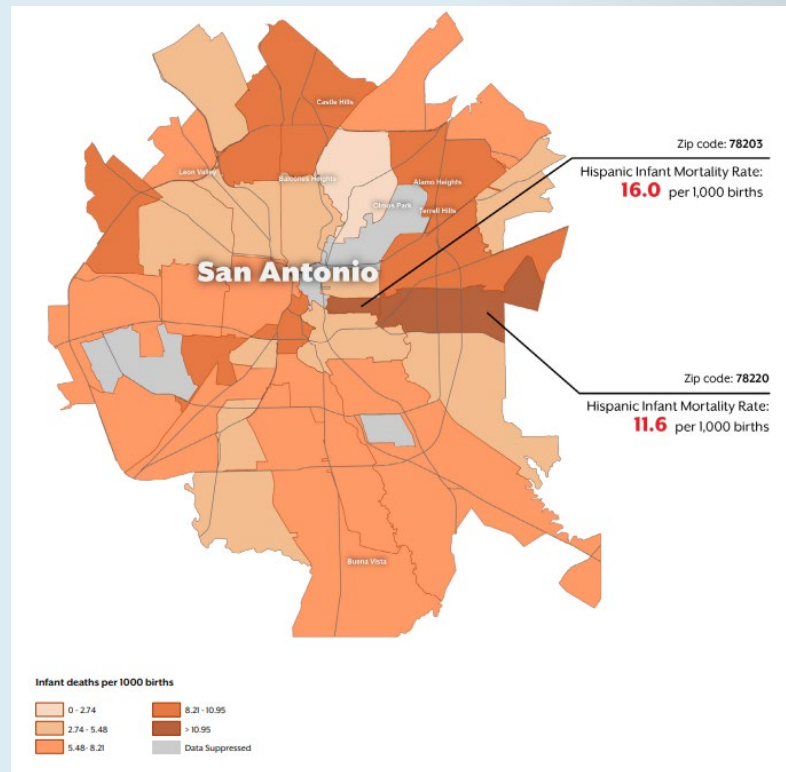 Castle Hills
Zip code: 78203
Hispanic Infant Mortality Rate:
16.0 per 1,000 births
Leon Valley
Balcones Heights
Alamo Heights
Olmos Park
Terrell Hills
San Antonio
Zip code: 78220
Hispanic Infant Mortality Rate:
11.6 per 1,000 births
Buena Vista
Infant deaths per 1000 births
0 - 2.74
2.74 - 5.48
5.48- 8.21
8.21 - 10.95
> 10.95
Data Suppressed